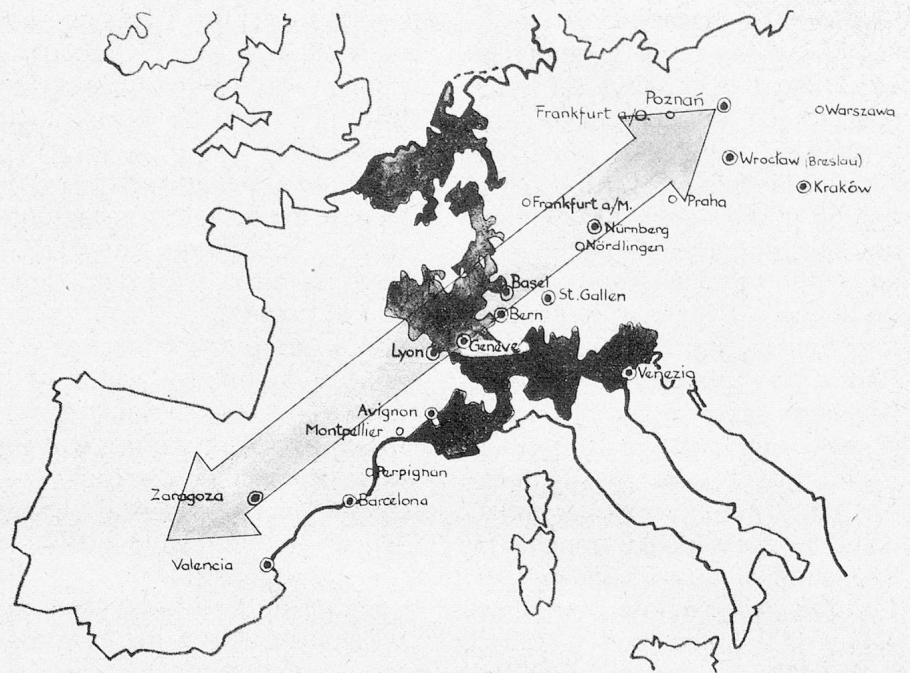 Poznań
Frankfurt a/O.
Warszawa
Wrocław (Breslau)
Kraków
Frankfurt a/M.
Praha
Nürnberg
Nördlingen
Basel
St. Gallen
Bern
Genève
Lyon
Venezia
Avignon
Montpellier
Perpignan
Zaragoza
Barcelona
Valencia